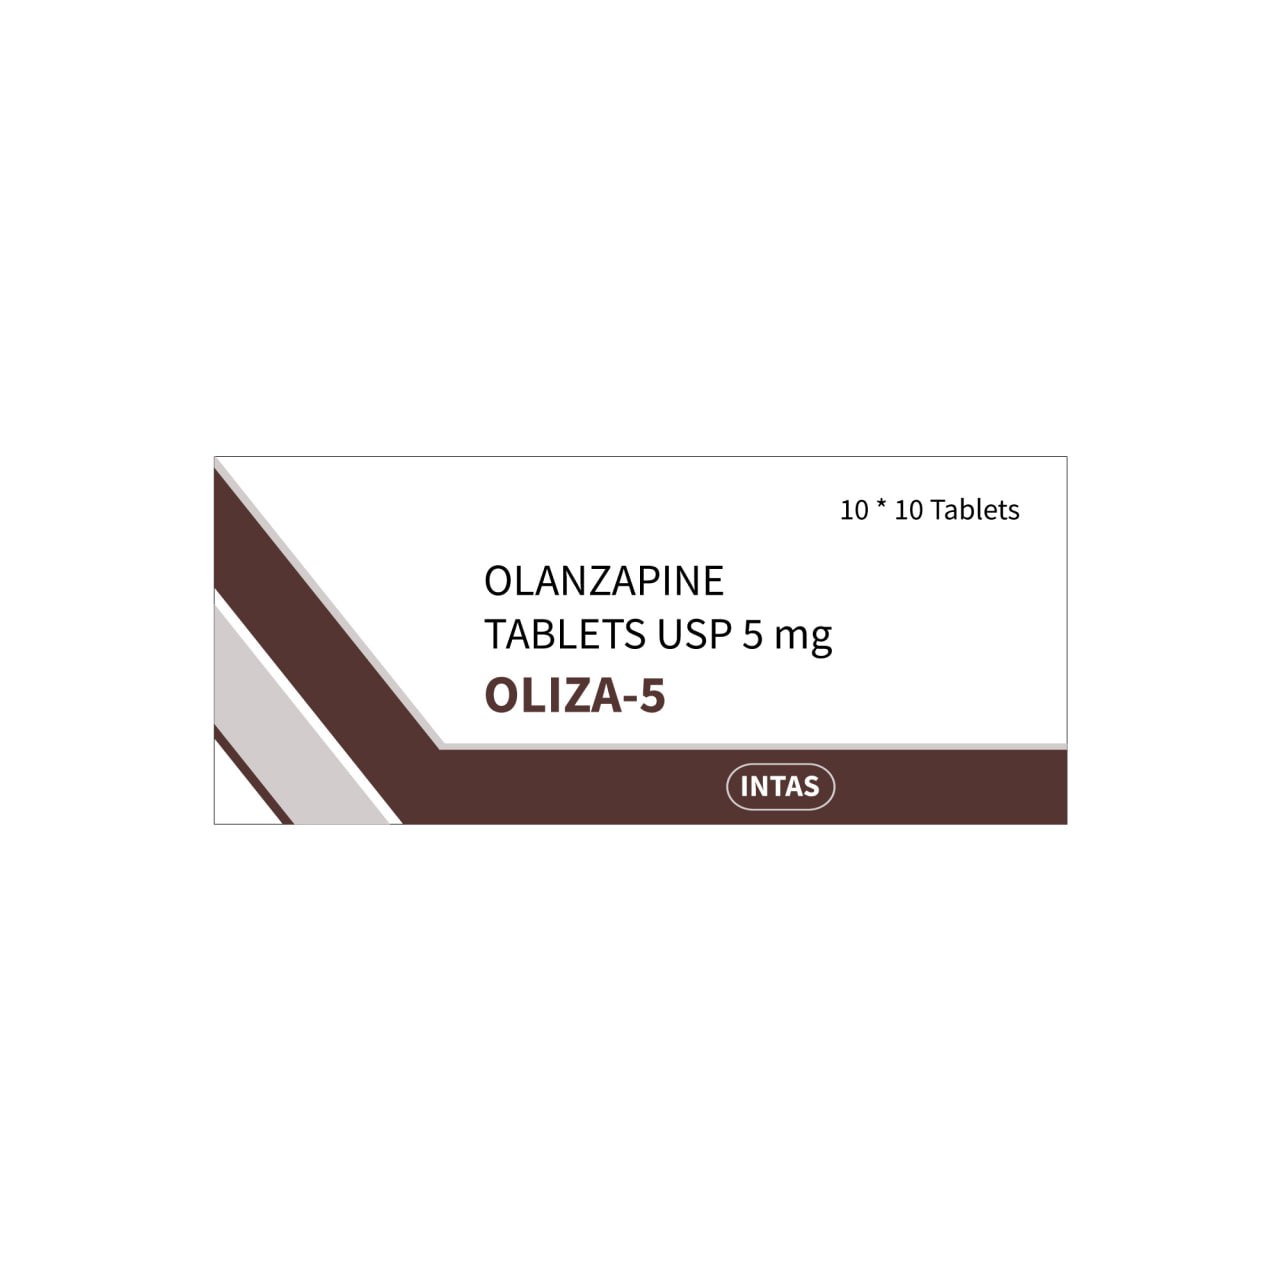 10 * 10 Tablets
OLANZAPINE
TABLETS USP 5 mg
OLIZA-5
INTAS